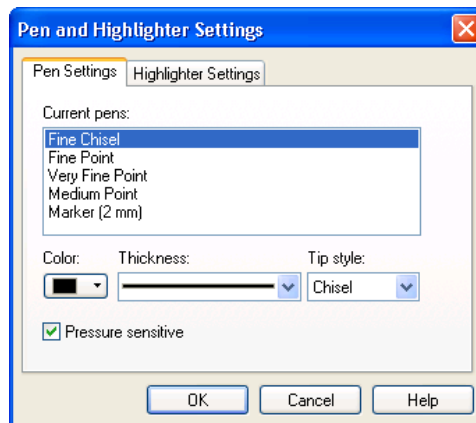 Pen and Highlighter Settings
Pen Settings Highlighter Settings
Current pens:
Fine Chisel
Fine Point
Very Fine Point
Medium Point
Marker (2 mm)
Color: Thickness: Tip style:
Chisel
Pressure sensitive
OK Cancel Help